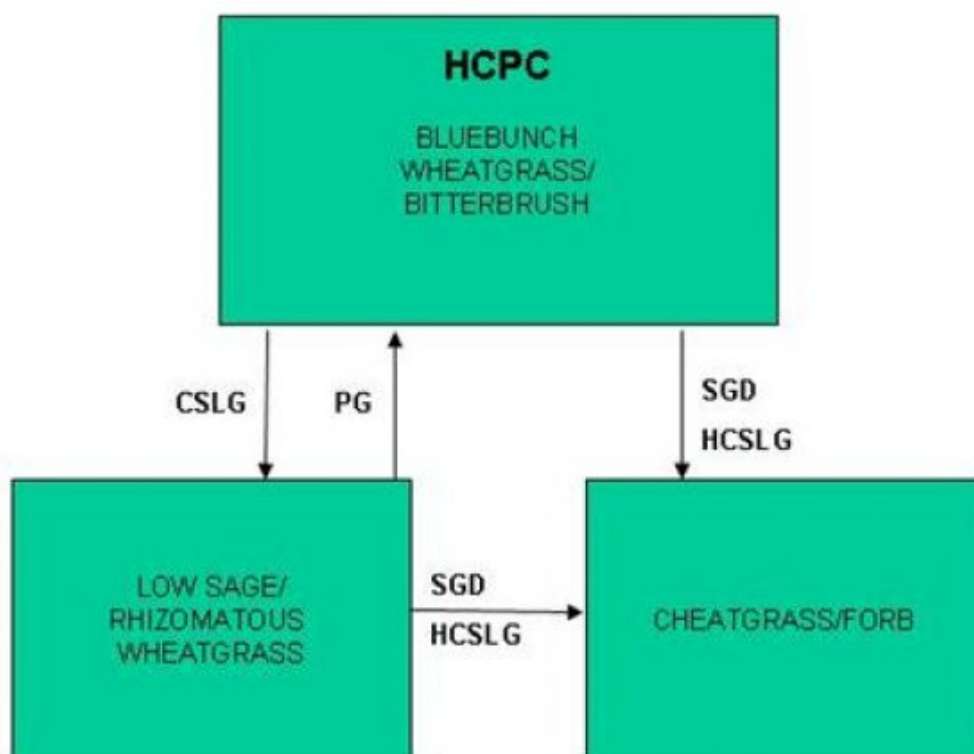 HCPC
BLUEBUNCH
WHEATGRASS/
BITTERBRUSH
CSLG
PG
SGD
HCSLG
LOW SAGE/
RHIZOMATOUS
WHEATGRASS
SGD
HCSLG
CHEATGRASS/FORB